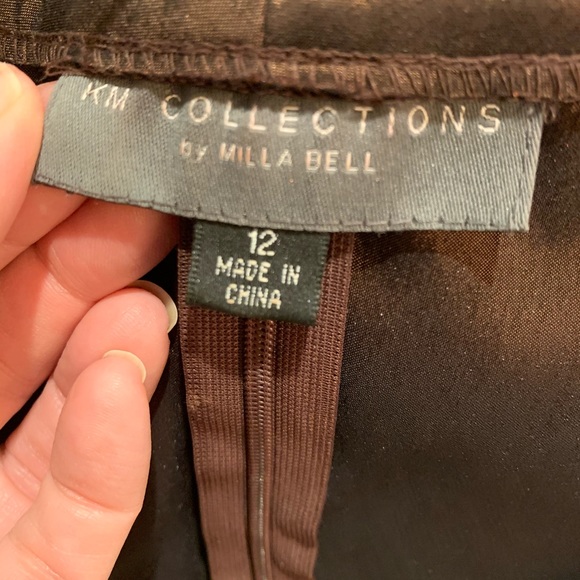 KM COLLECTIONS
by MILLA BELL
12
MADE IN
CHINA